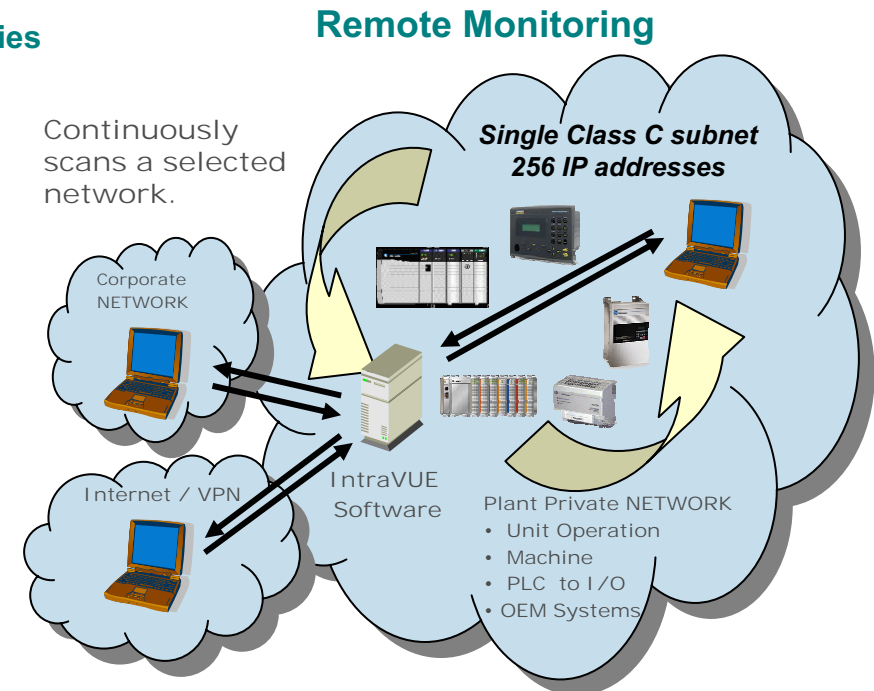 ies
Remote Monitoring
Continuously
scans a selected
network.
Single Class C subnet
256 IP addresses
Corporate
NETWORK
Internet / VPN
IntraVUE
Software
Plant Private NETWORK
• Unit Operation
• Machine
• PLC to I/O
• OEM Systems